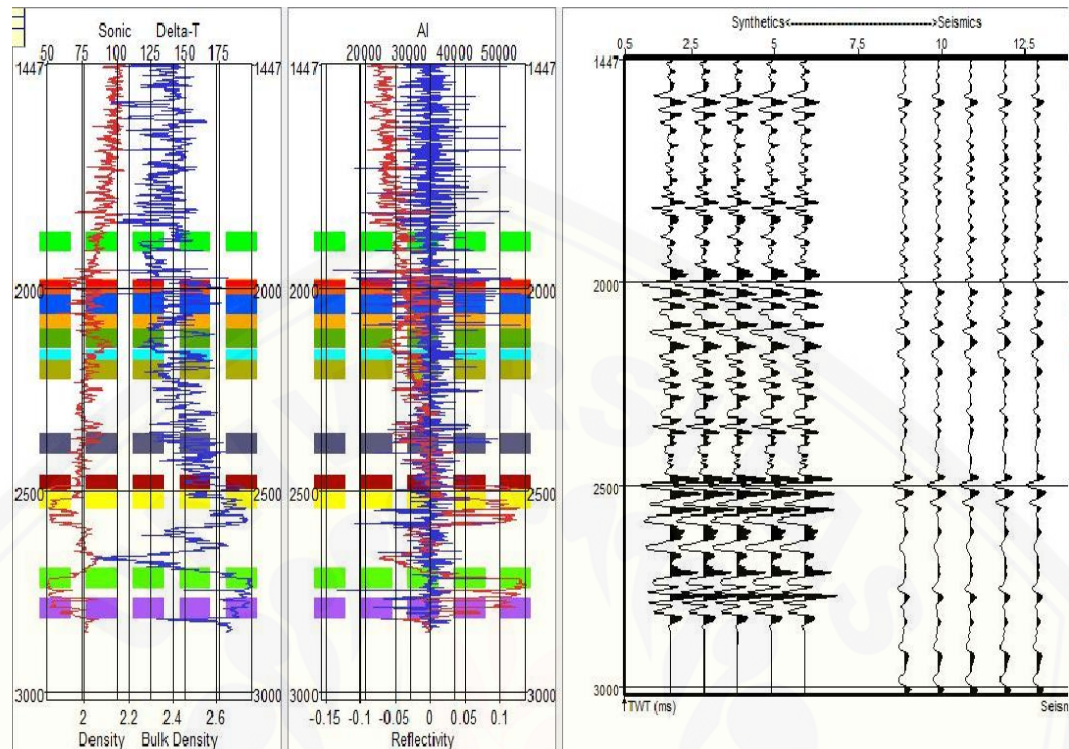 Sonic Delta-T
50 75 100 125 150 175
1447 1447
2000 2000
2500 2500
3000 3000
2 2.2 2.4 2.6
Density Bulk Density
AI
20000 30000 40000 50000
1447 1447
2000 2000
2500 2500
3000 3000
-0.15 -0.1 -0.05 0 0.05 0.1
Reflectivity
Synthetics<-------------------->Seismics
0,5 2,5 5 7,5 10 12,5
1447
2000
2500
3000
TWT (ms) Seism